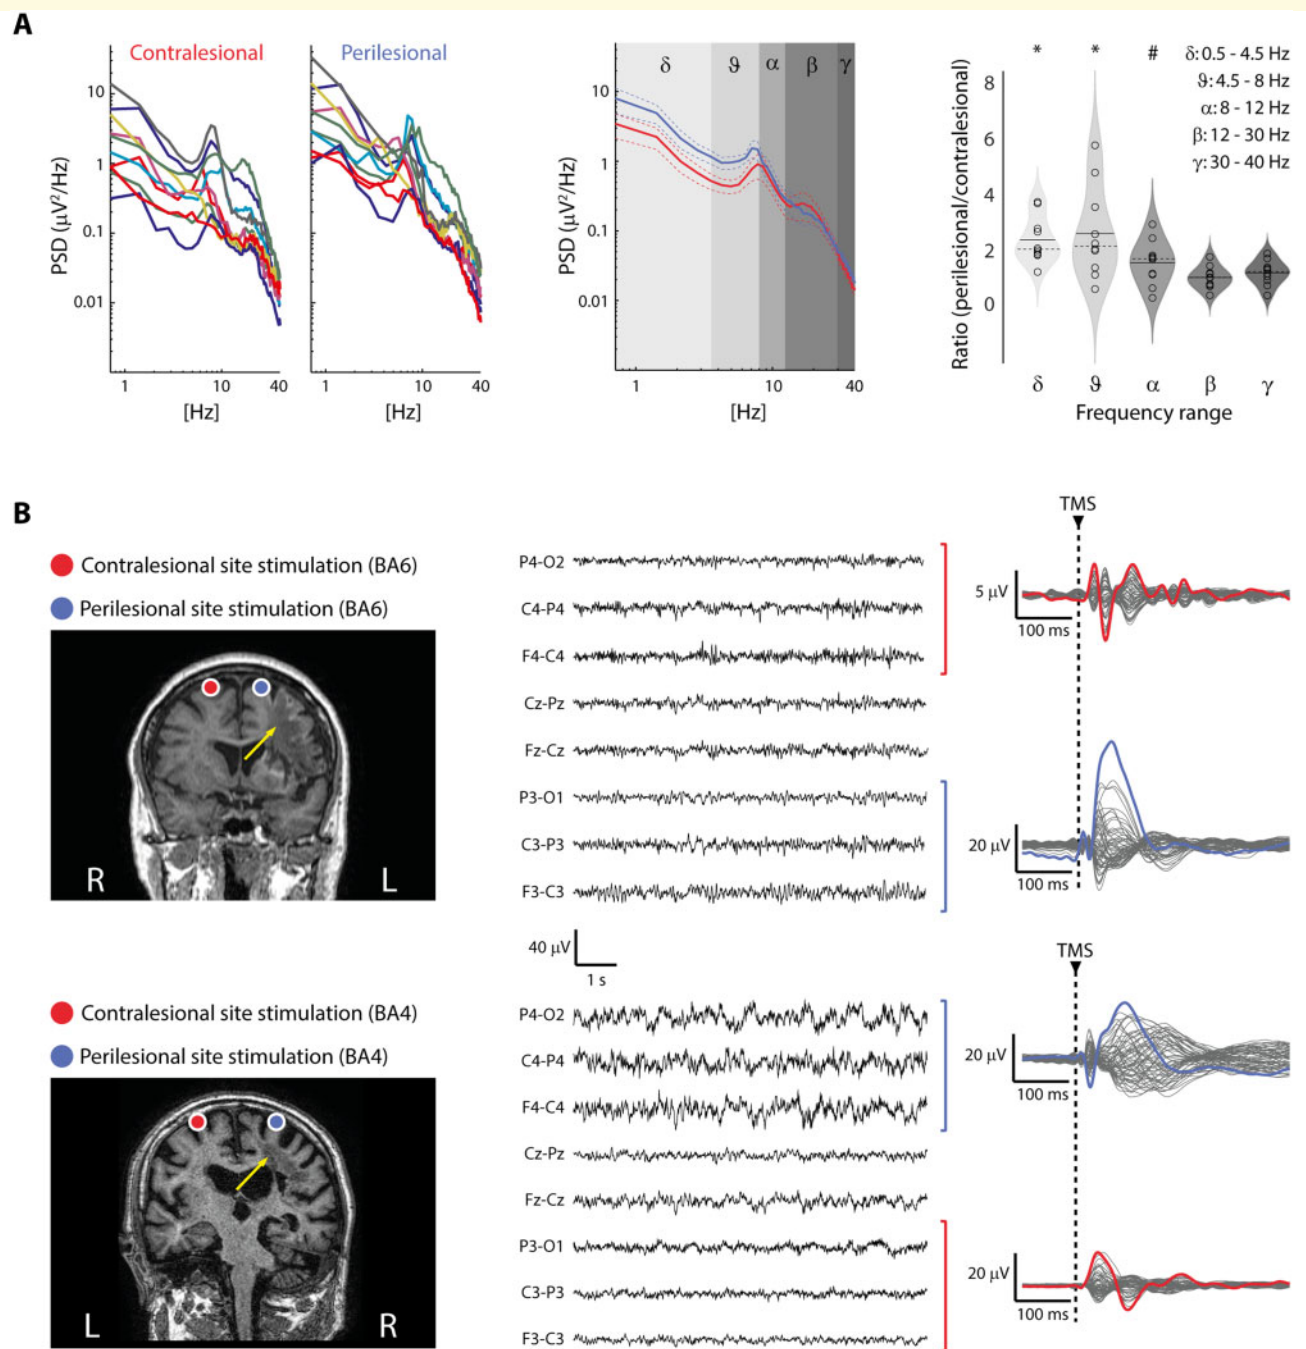 A
Contralesional
Perilesional
PSD (μV²/Hz)
10
1
0.1
0.01
1
10
40
1
10
40
[Hz]
[Hz]
PSD (μV²/Hz)
10
1
0.1
0.01
δ
ϑ
α
β
γ
1
10
40
[Hz]
Ratio (perilesional/contralesional)
8
6
4
2
0
*
*
#
δ: 0.5 - 4.5 Hz
ϑ: 4.5 - 8 Hz
α: 8 - 12 Hz
β: 12 - 30 Hz
γ: 30 - 40 Hz
δ
ϑ
α
β
γ
Frequency range
B
Contralesional site stimulation (BA6)
Perilesional site stimulation (BA6)
R
L
P4-O2
C4-P4
F4-C4
Cz-Pz
Fz-Cz
P3-O1
C3-P3
F3-C3
40 μV
1 s
TMS
5 μV
100 ms
20 μV
100 ms
Contralesional site stimulation (BA4)
Perilesional site stimulation (BA4)
L
R
P4-O2
C4-P4
F4-C4
Cz-Pz
Fz-Cz
P3-O1
C3-P3
F3-C3
TMS
20 μV
100 ms
20 μV
100 ms